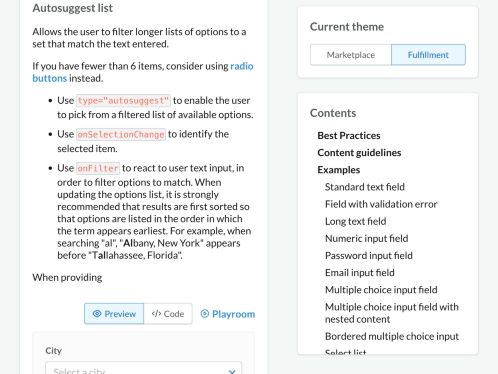 Autosuggest list
Allows the user to filter longer lists of options to a
set that match the text entered.
If you have fewer than 6 items, consider using radio
buttons instead.
• Use type="autosuggest" to enable the user
to pick from a filtered list of available options.
• Use onSelectionChange to identify the
selected item.
• Use onFilter to react to user text input, in
order to filter options to match. When
updating the options list, it is strongly
recommended that results are first sorted so
that options are listed in the order in which
the term appears earliest. For example, when
searching "al", "Albany, New York" appears
before "Tallahassee, Florida".
When providing
Preview
</> Code
Playroom
City
Select a city
Current theme
Marketplace
Fulfillment
Contents
Best Practices
Content guidelines
Examples
Standard text field
Field with validation error
Long text field
Numeric input field
Password input field
Email input field
Multiple choice input field
Multiple choice input field with
nested content
Bordered multiple choice input
Select list